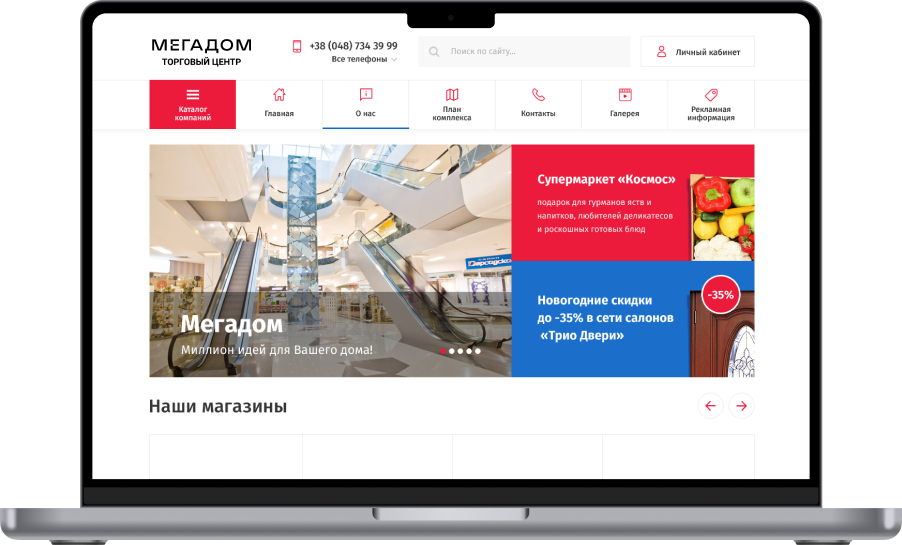 МЕГАДОМ
ТОРГОВЫЙ ЦЕНТР
+38 (048) 734 39 99
Все телефоны
Поиск по сайту...
Личный кабинет
Каталог
компаний
Главная
О нас
План
комплекса
Контакты
Галерея
Рекламная
информация
Супермаркет «Космос»
подарок для гурманов яств и
напитков, любителей деликатесов
и роскошных готовых блюд
Новогодние скидки
до -35% в сети салонов
«Трио Двери»
-35%
Мегадом
Миллион идей для Вашего дома!
Наши магазины